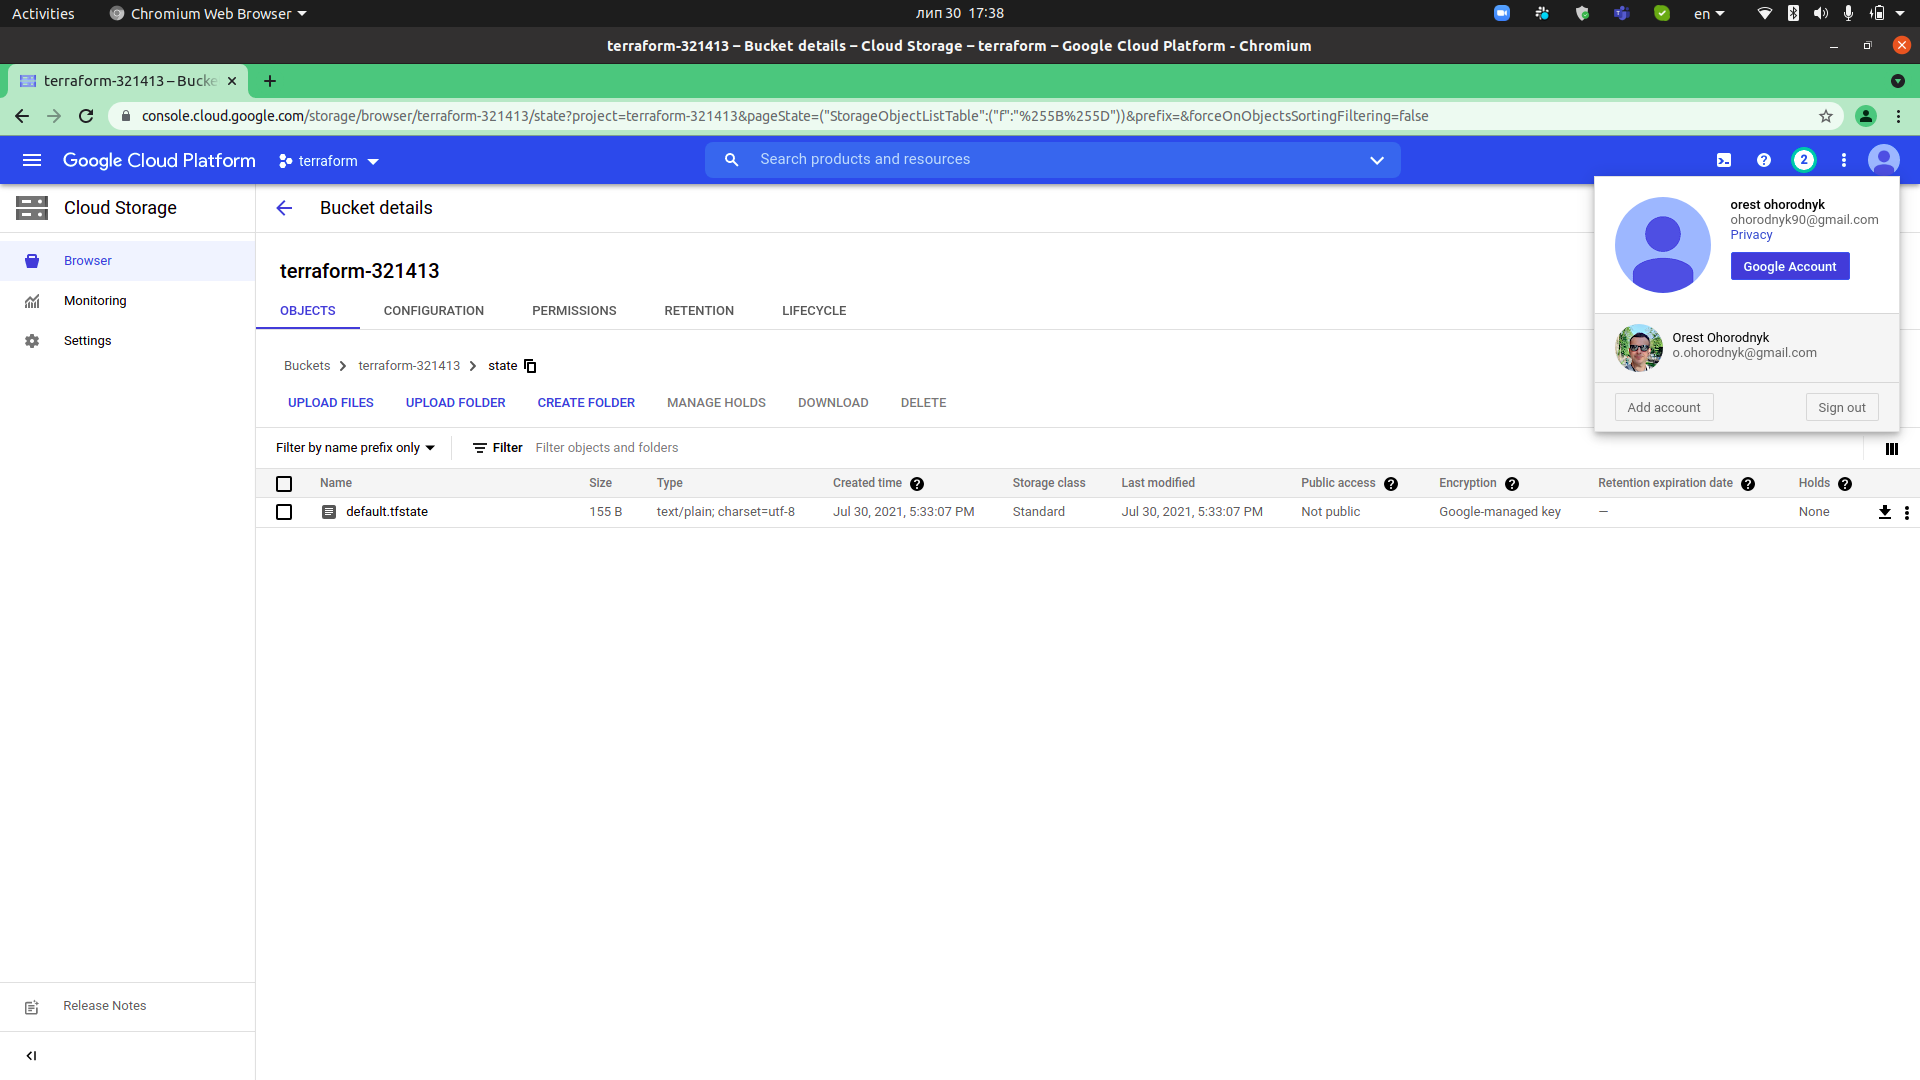 Activities
Chromium Web Browser
лип 30 17:38
en
terraform-321413 – Bucket details – Cloud Storage – terraform – Google Cloud Platform - Chromium
terraform-321413 – Bucke
console.cloud.google.com/storage/browser/terraform-321413/state?project=terraform-321413&pageState=("StorageObjectListTable":("f":"%255B%255D"))&prefix=&forceOnObjectsSortingFiltering=false
Google Cloud Platform
terraform
Search products and resources
2
Cloud Storage
Browser
Monitoring
Settings
Release Notes
Bucket details
terraform-321413
OBJECTS CONFIGURATION PERMISSIONS RETENTION LIFECYCLE
Buckets terraform-321413 state
UPLOAD FILES UPLOAD FOLDER CREATE FOLDER MANAGE HOLDS DOWNLOAD DELETE
Filter by name prefix only Filter Filter objects and folders
Name Size Type Created time Storage class Last modified Public access Encryption Retention expiration date Holds
default.tfstate 155 B text/plain; charset=utf-8 Jul 30, 2021, 5:33:07 PM Standard Jul 30, 2021, 5:33:07 PM Not public Google-managed key — None
orest ohorodnyk
ohorodnyk90@gmail.com
Privacy
Google Account
Orest Ohorodnyk
o.ohorodnyk@gmail.com
Add account
Sign out